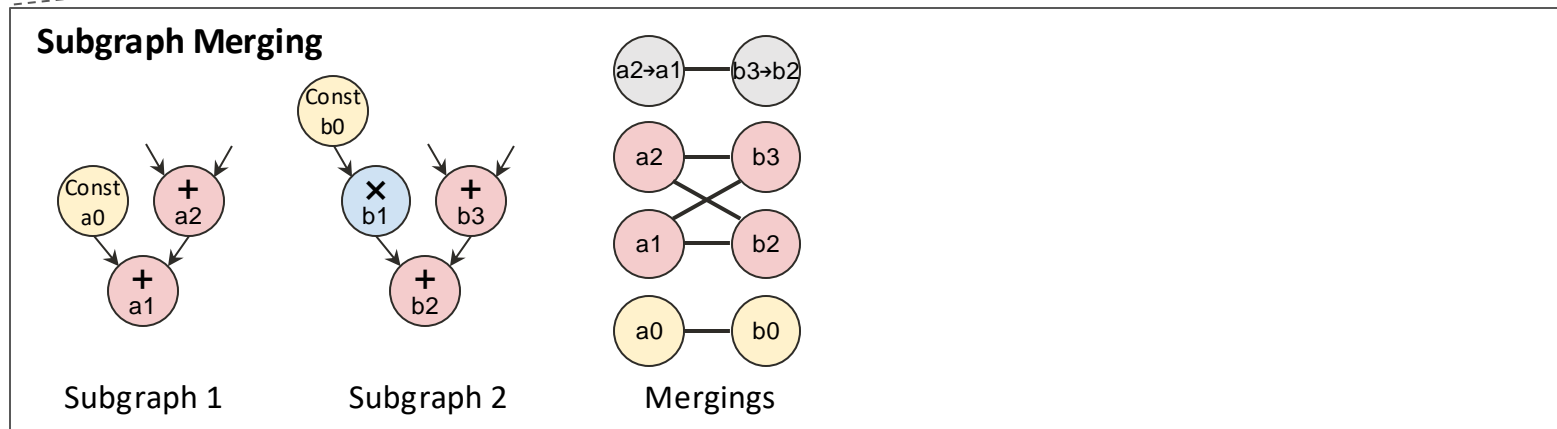 Subgraph Merging
Const
a0
+
a2
+
a1
Subgraph 1
Const
b0
×
b1
+
b3
+
b2
Subgraph 2
a2→a1
b3→b2
a2
b3
a1
b2
a0
b0
Mergings